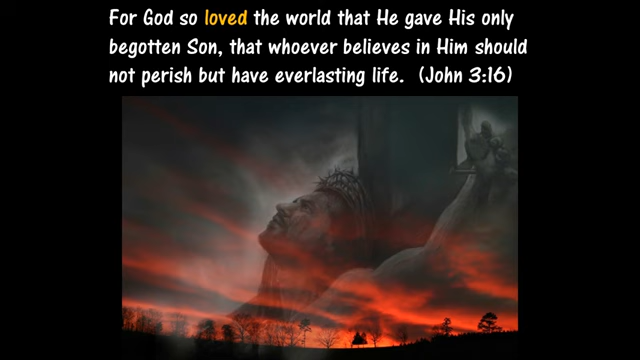 For God so loved the world that He gave His only
begotten Son, that whoever believes in Him should
not perish but have everlasting life. (John 3:16)